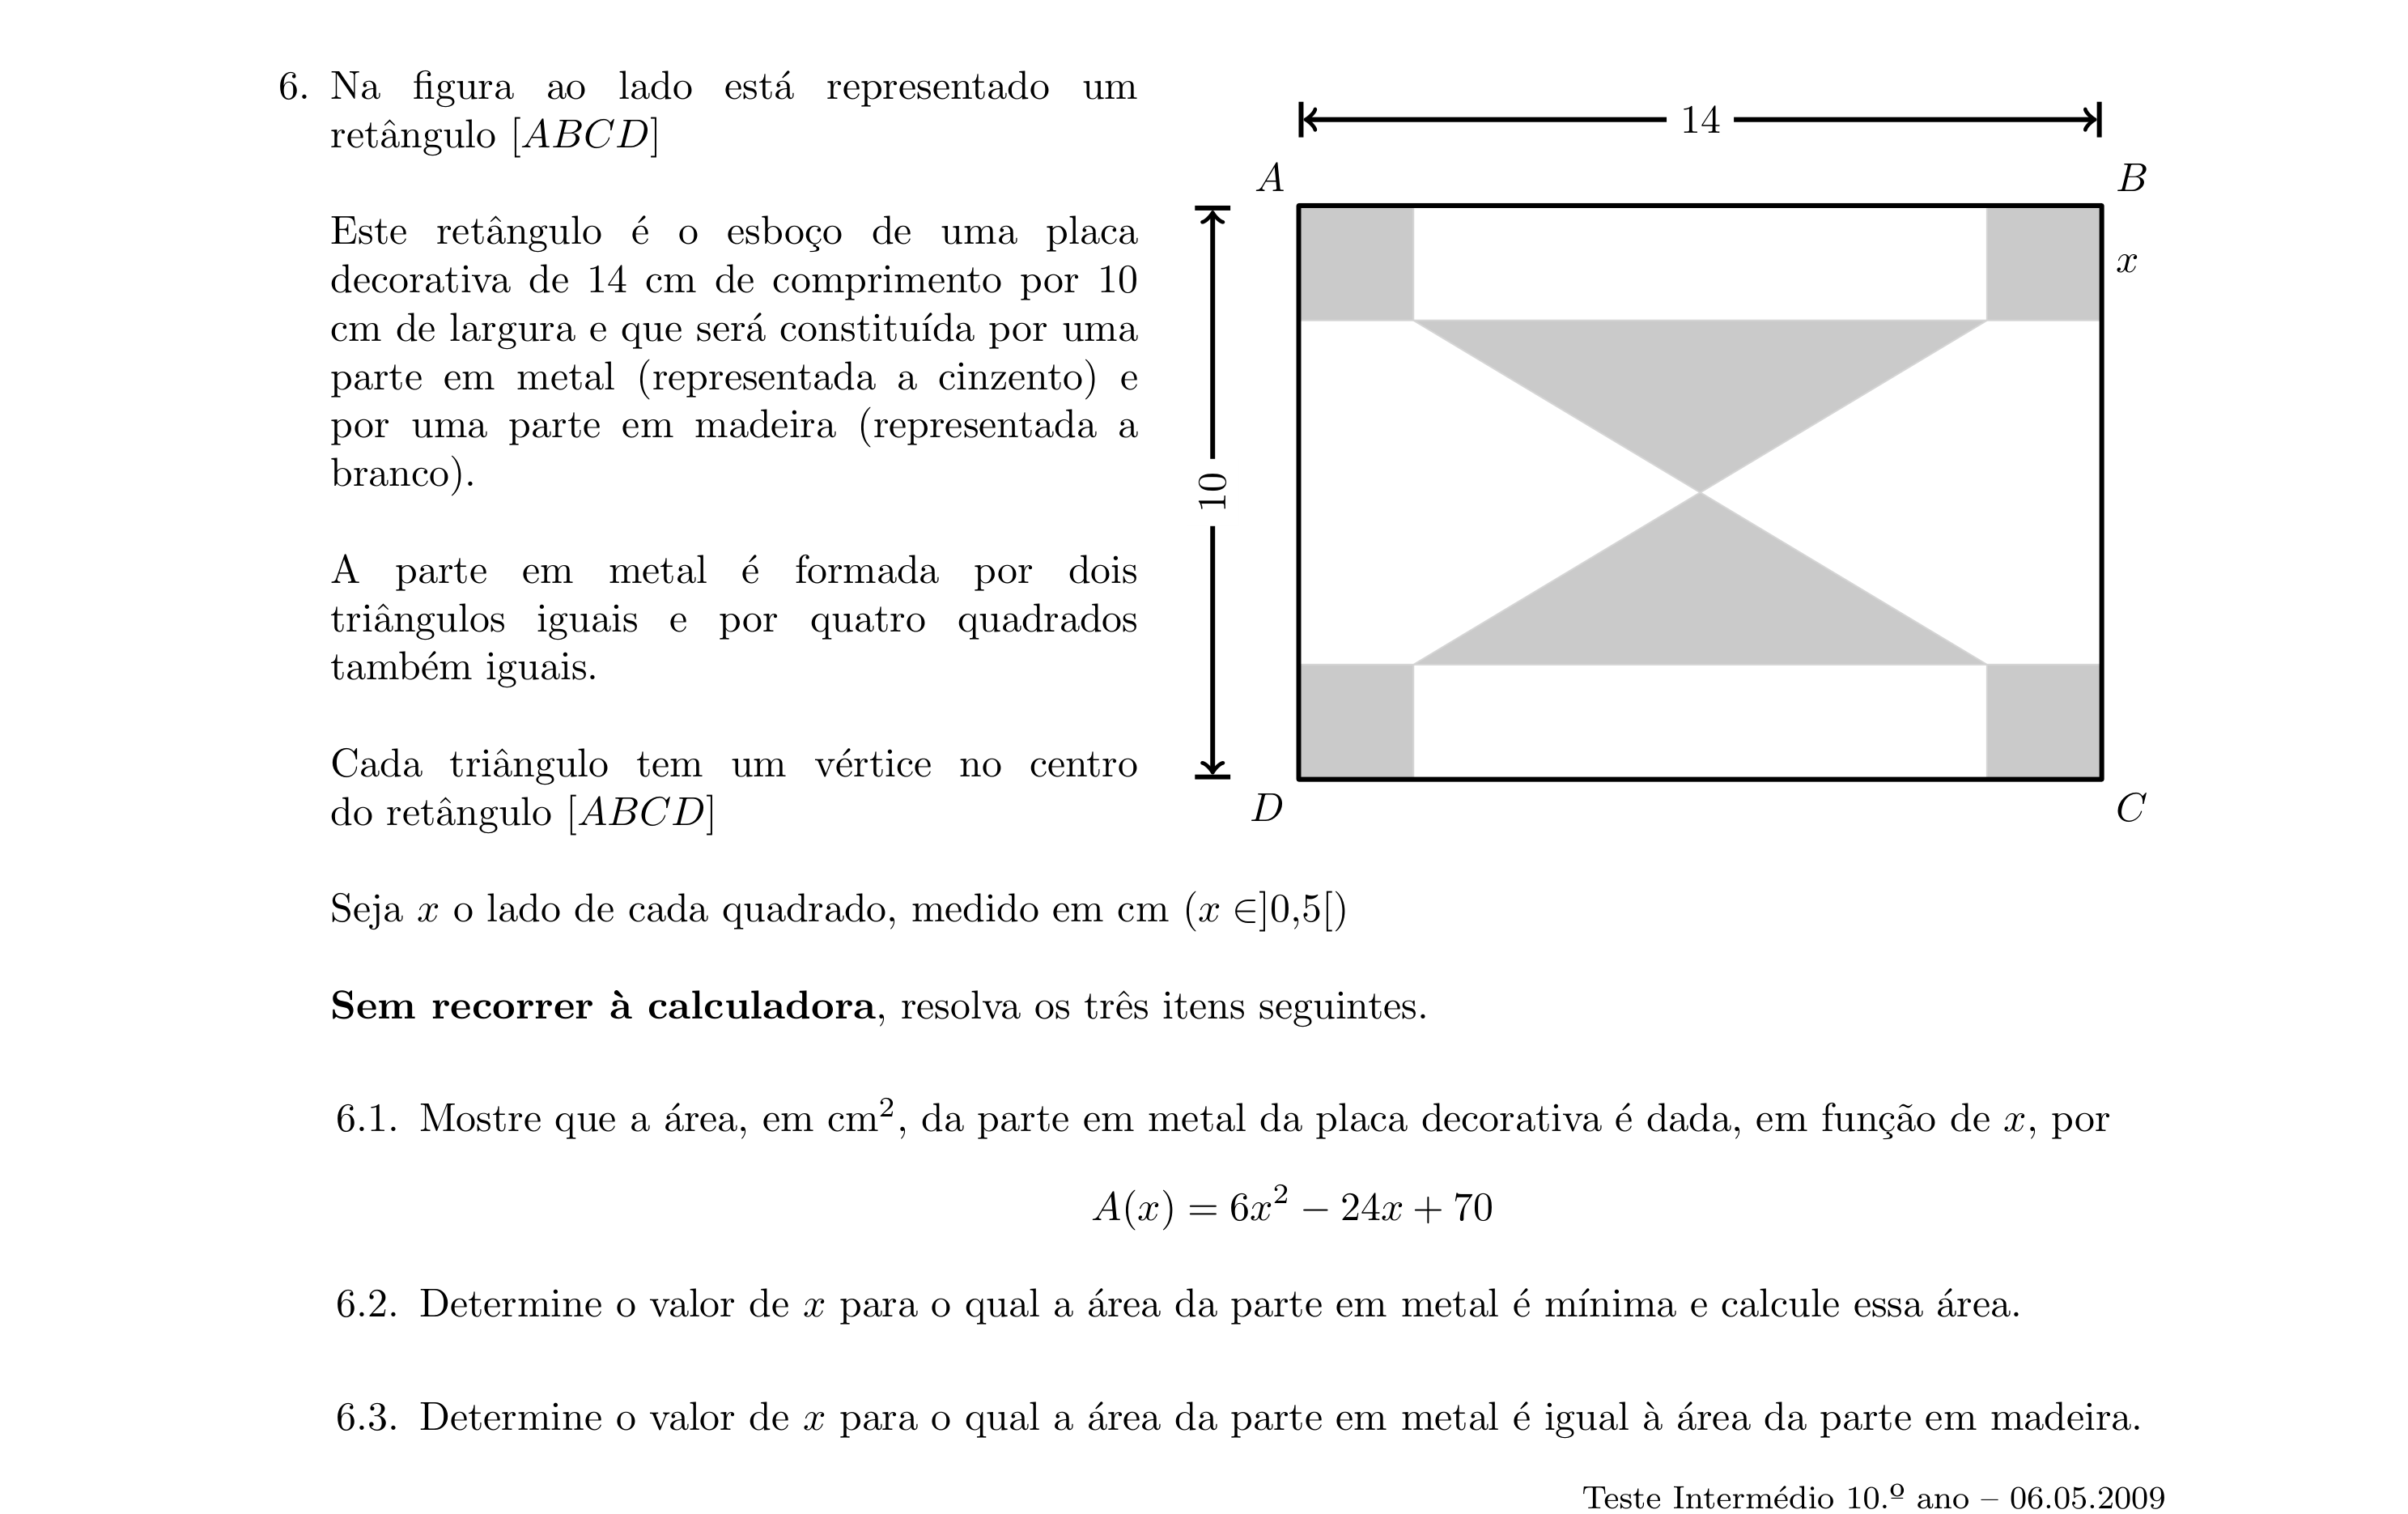 6. Na figura ao lado está representado um
retângulo [ABCD]
Este retângulo é o esboço de uma placa
decorativa de 14 cm de comprimento por 10
cm de largura e que será constituída por uma
parte em metal (representada a cinzento) e
por uma parte em madeira (representada a
branco).
A parte em metal é formada por dois
triângulos iguais e por quatro quadrados
também iguais.
Cada triângulo tem um vértice no centro
do retângulo [ABCD]
14
A
B
x
10
D
C
Seja x o lado de cada quadrado, medido em cm (x ∈]0,5[)
Sem recorrer à calculadora, resolva os três itens seguintes.
6.1. Mostre que a área, em cm², da parte em metal da placa decorativa é dada, em função de x, por
A(x) = 6x² − 24x + 70
6.2. Determine o valor de x para o qual a área da parte em metal é mínima e calcule essa área.
6.3. Determine o valor de x para o qual a área da parte em metal é igual à área da parte em madeira.
Teste Intermédio 10.º ano – 06.05.2009